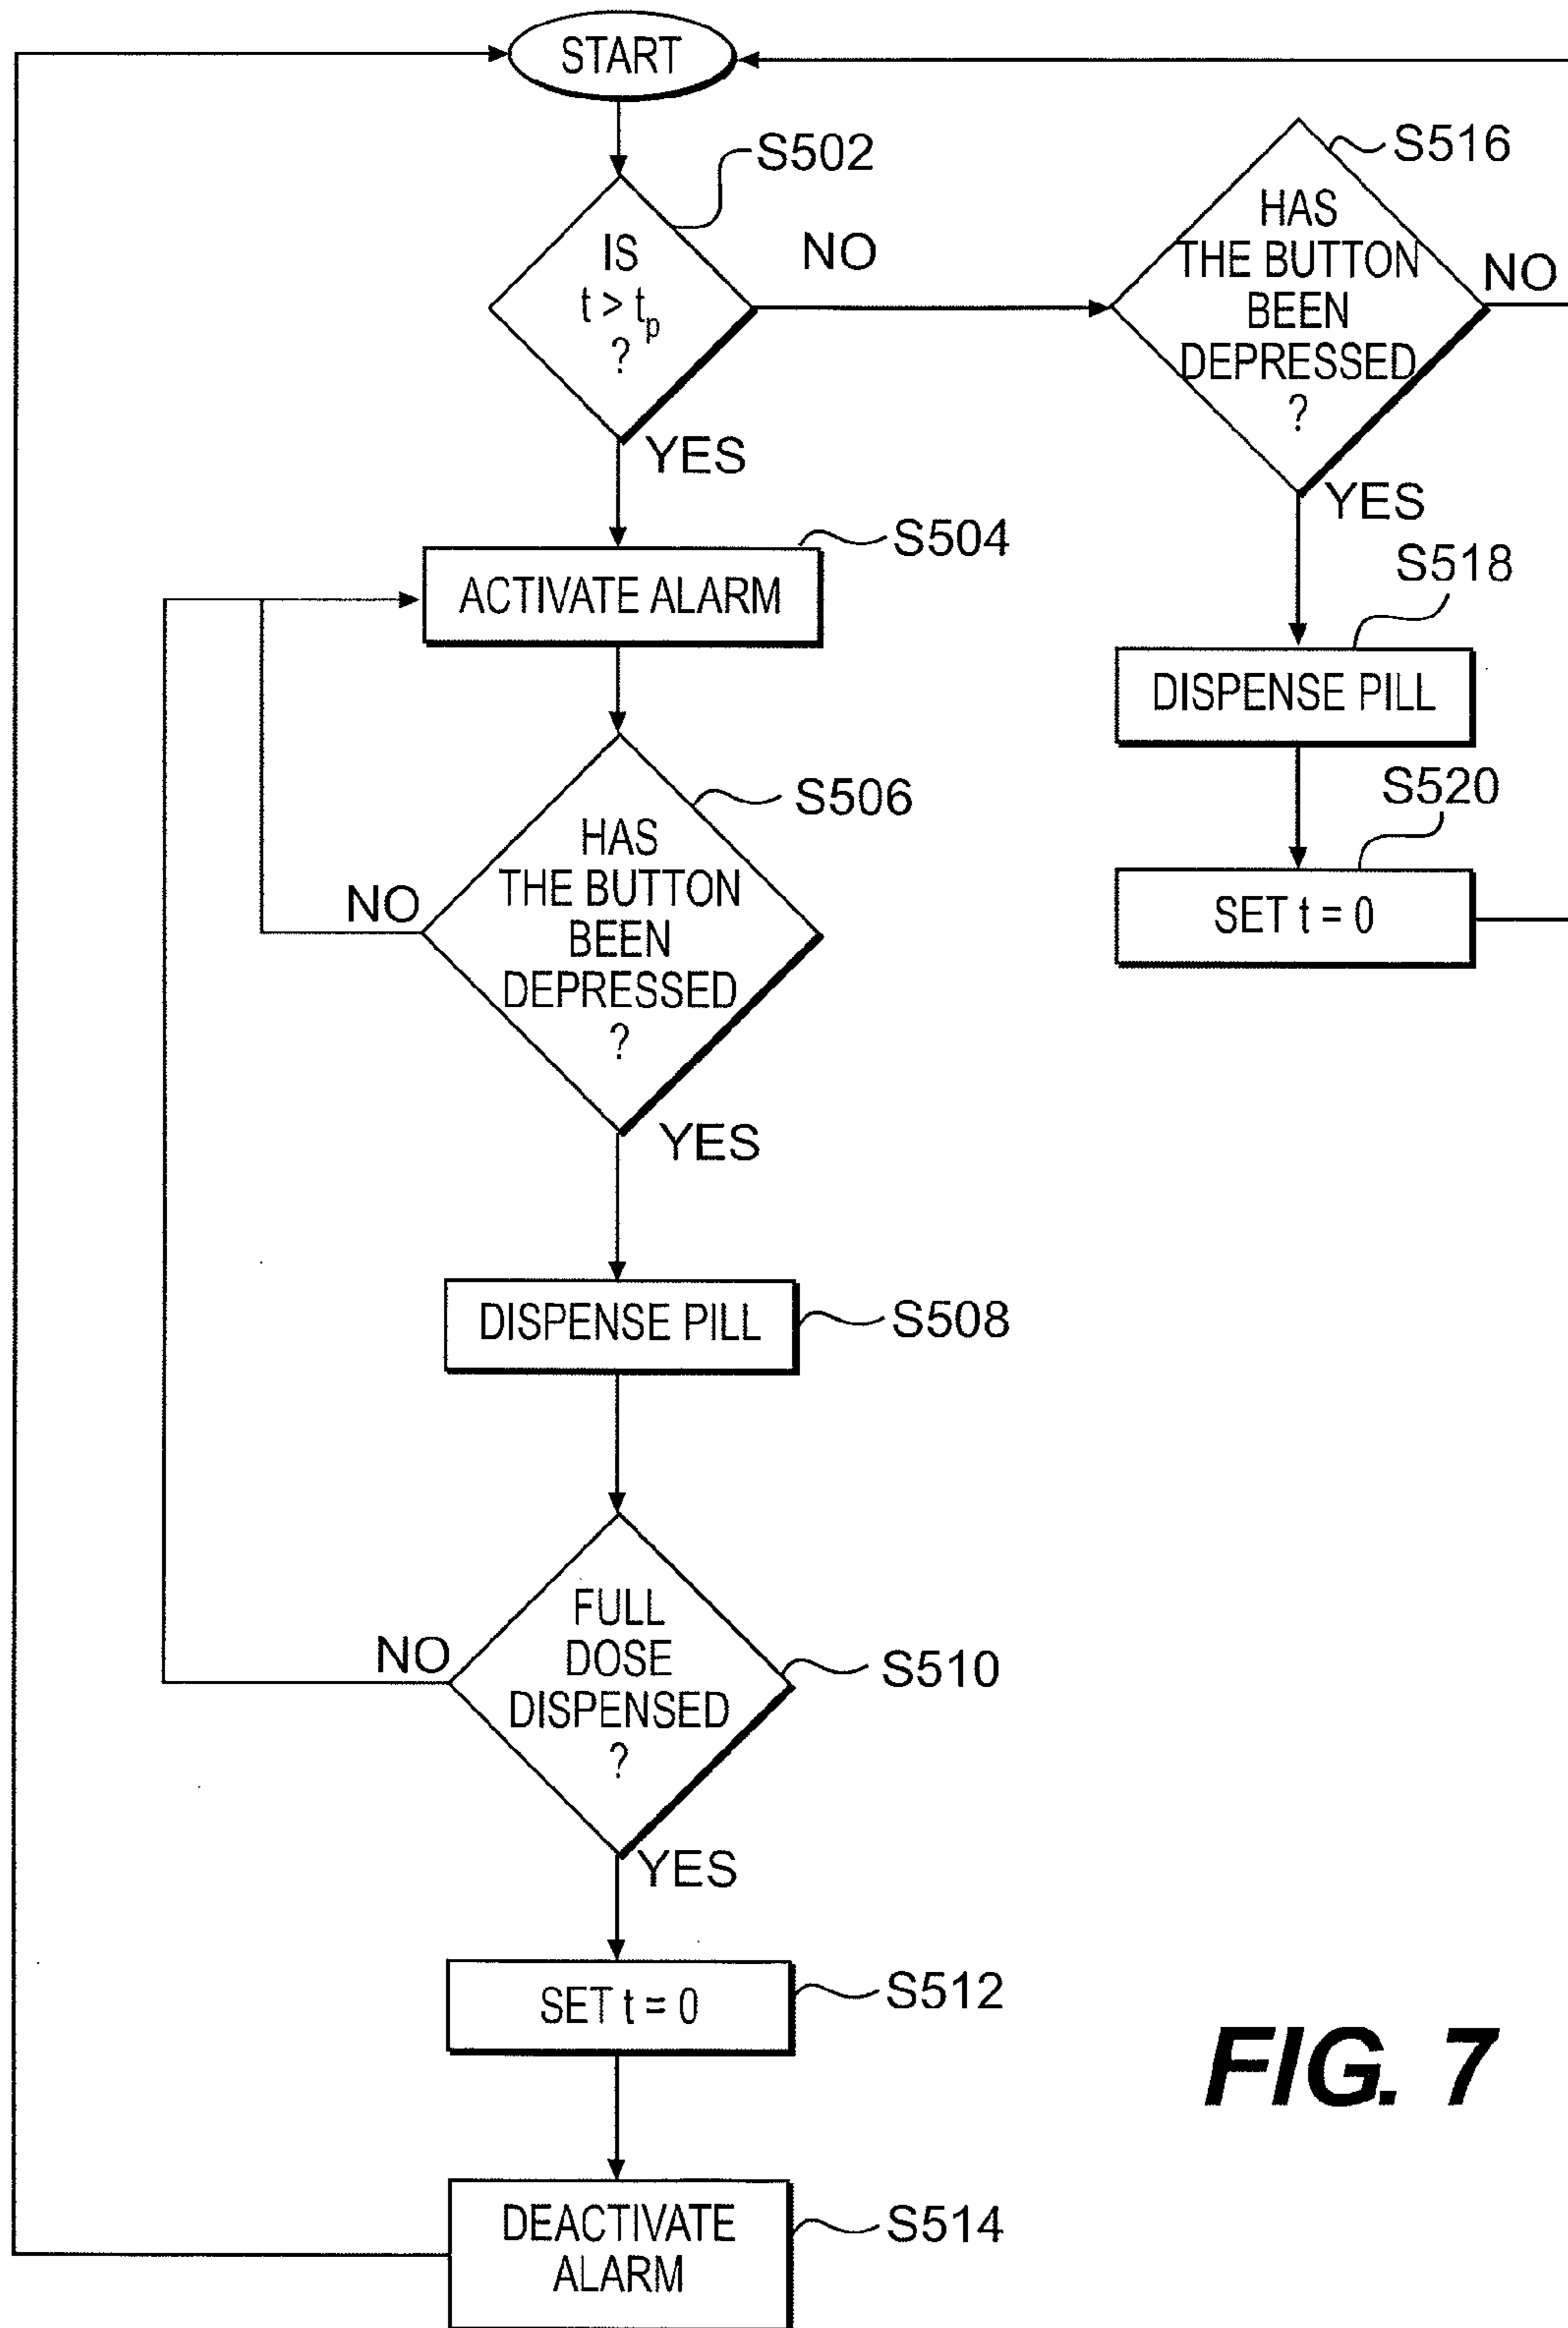 START
S502
IS
t > tp
?
NO
YES
S516
HAS
THE BUTTON
BEEN
DEPRESSED
?
NO
YES
S504
ACTIVATE ALARM
S518
DISPENSE PILL
S506
HAS
THE BUTTON
BEEN
DEPRESSED
?
NO
YES
S520
SET t = 0
DISPENSE PILL
S508
FULL
DOSE
DISPENSED
?
NO
S510
YES
SET t = 0
S512
DEACTIVATE
ALARM
S514
FIG. 7